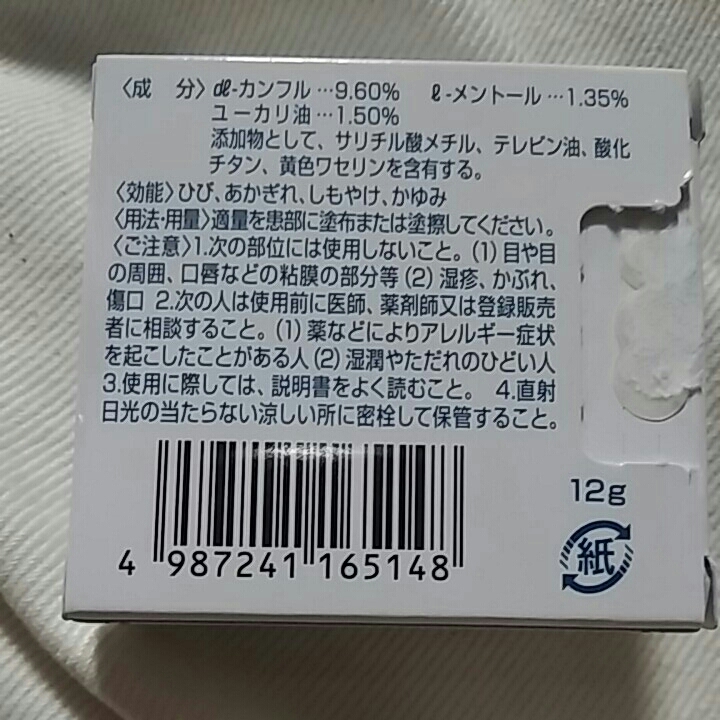 〈成 分〉dℓ-カンフル…9.60% ℓ-メントール…1.35%
ユーカリ油…1.50%
添加物として、サリチル酸メチル、テレビン油、酸化
チタン、黄色ワセリンを含有する。
〈効能〉ひび、あかぎれ、しもやけ、かゆみ
〈用法・用量〉適量を患部に塗布または塗擦してください。
〈ご注意〉1.次の部位には使用しないこと。(1)目や目
の周囲、口唇などの粘膜の部分等(2)湿疹、かぶれ、
傷口 2.次の人は使用前に医師、薬剤師又は登録販売
者に相談すること。(1)薬などによりアレルギー症状
を起こしたことがある人(2)湿潤やただれのひどい人
3.使用に際しては、説明書をよく読むこと。 4.直射
日光の当たらない涼しい所に密栓して保管すること。
12g
紙
4 987241 165148